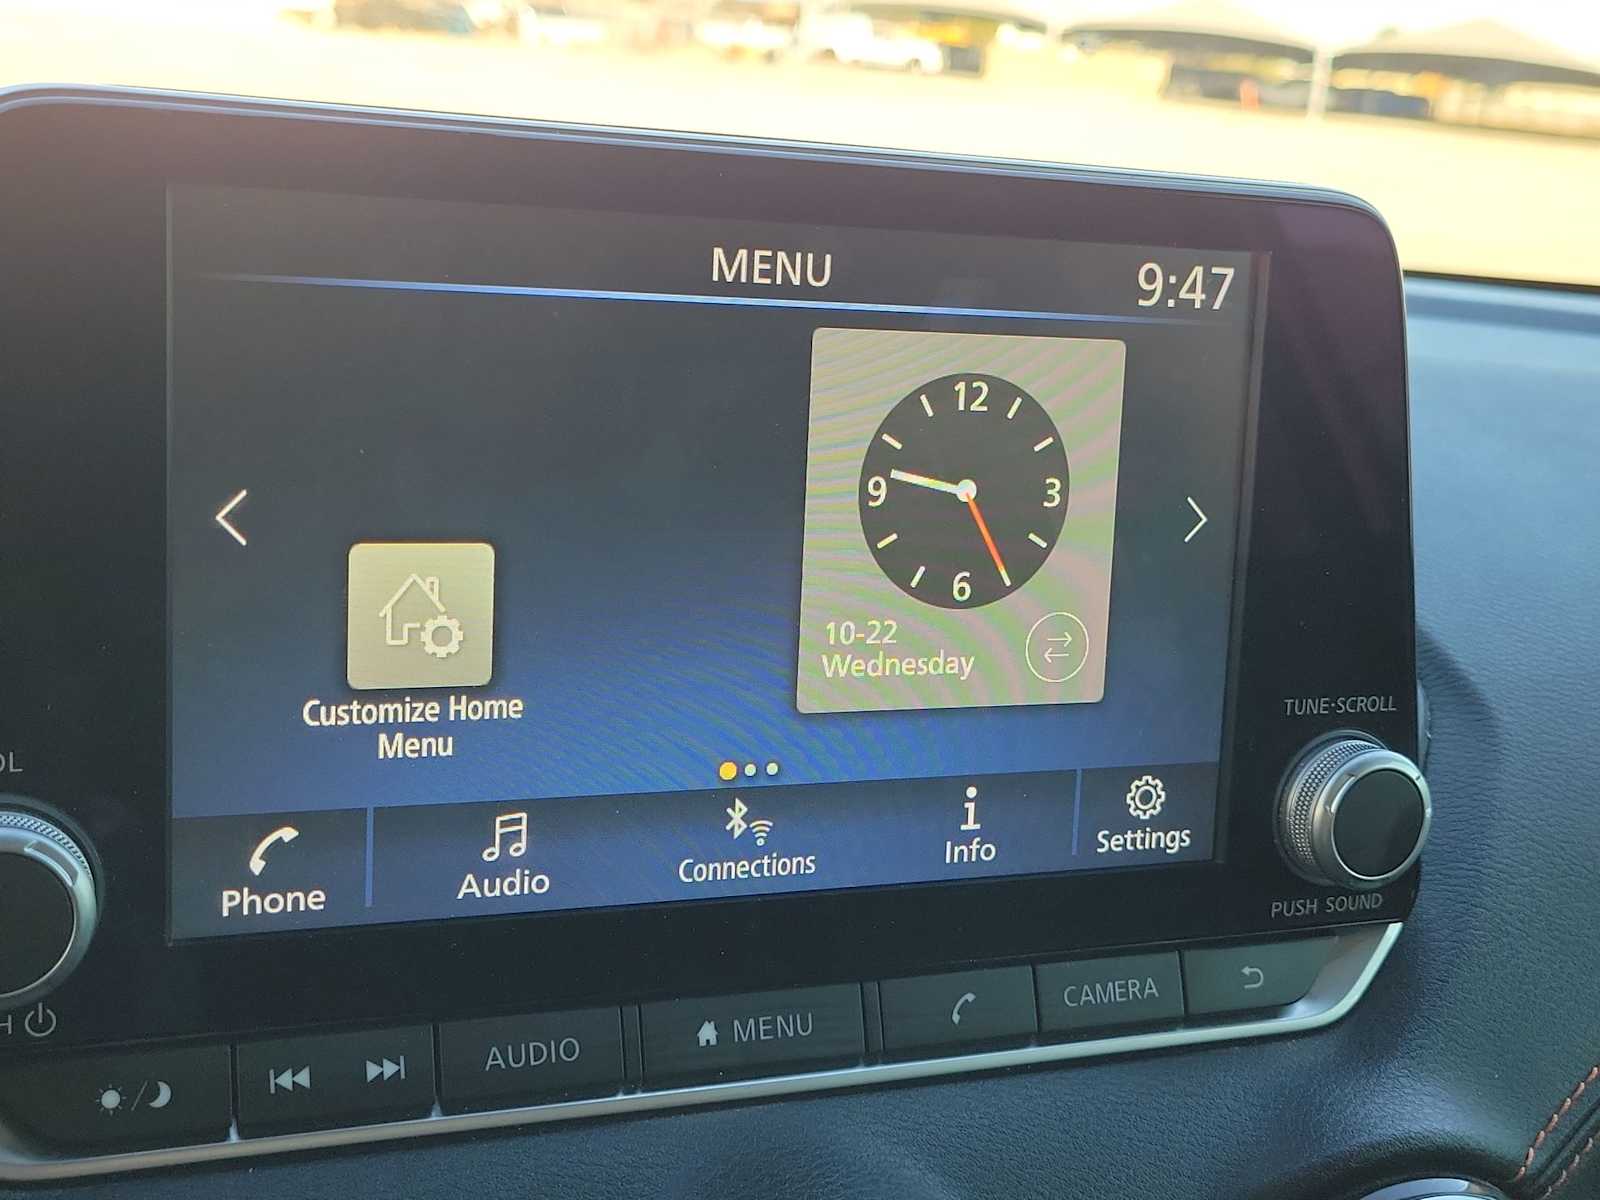 MENU
9:47
12
9
3
6
10-22
Wednesday
Customize Home
Menu
Phone
Audio
Connections
Info
Settings
TUNE·SCROLL
PUSH SOUND
AUDIO
MENU
CAMERA